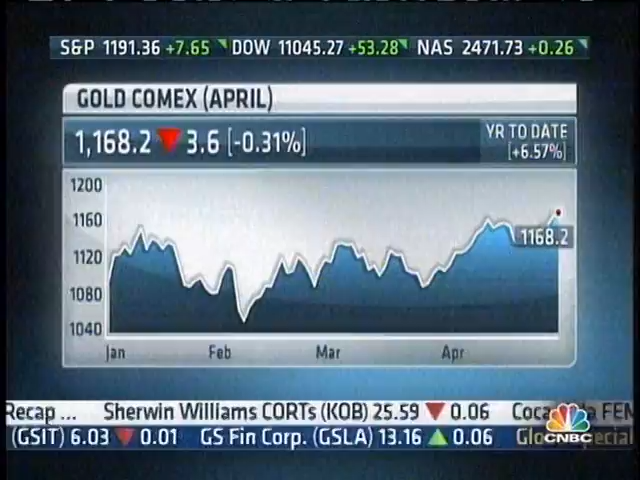 S&P 1191.36 +7.65 DOW 11045.27 +53.28 NAS 2471.73 +0.26
GOLD COMEX (APRIL)
1,168.2 ▼ 3.6 [-0.31%]
YR TO DATE
[+6.57%]
1200
1160
1120
1080
1040
1168.2
Jan Feb Mar Apr
Recap ... Sherwin Williams CORTs (KOB) 25.59 ▼ 0.06
(GSIT) 6.03 ▼ 0.01 GS Fin Corp. (GSLA) 13.16 ▲ 0.06
CNBC